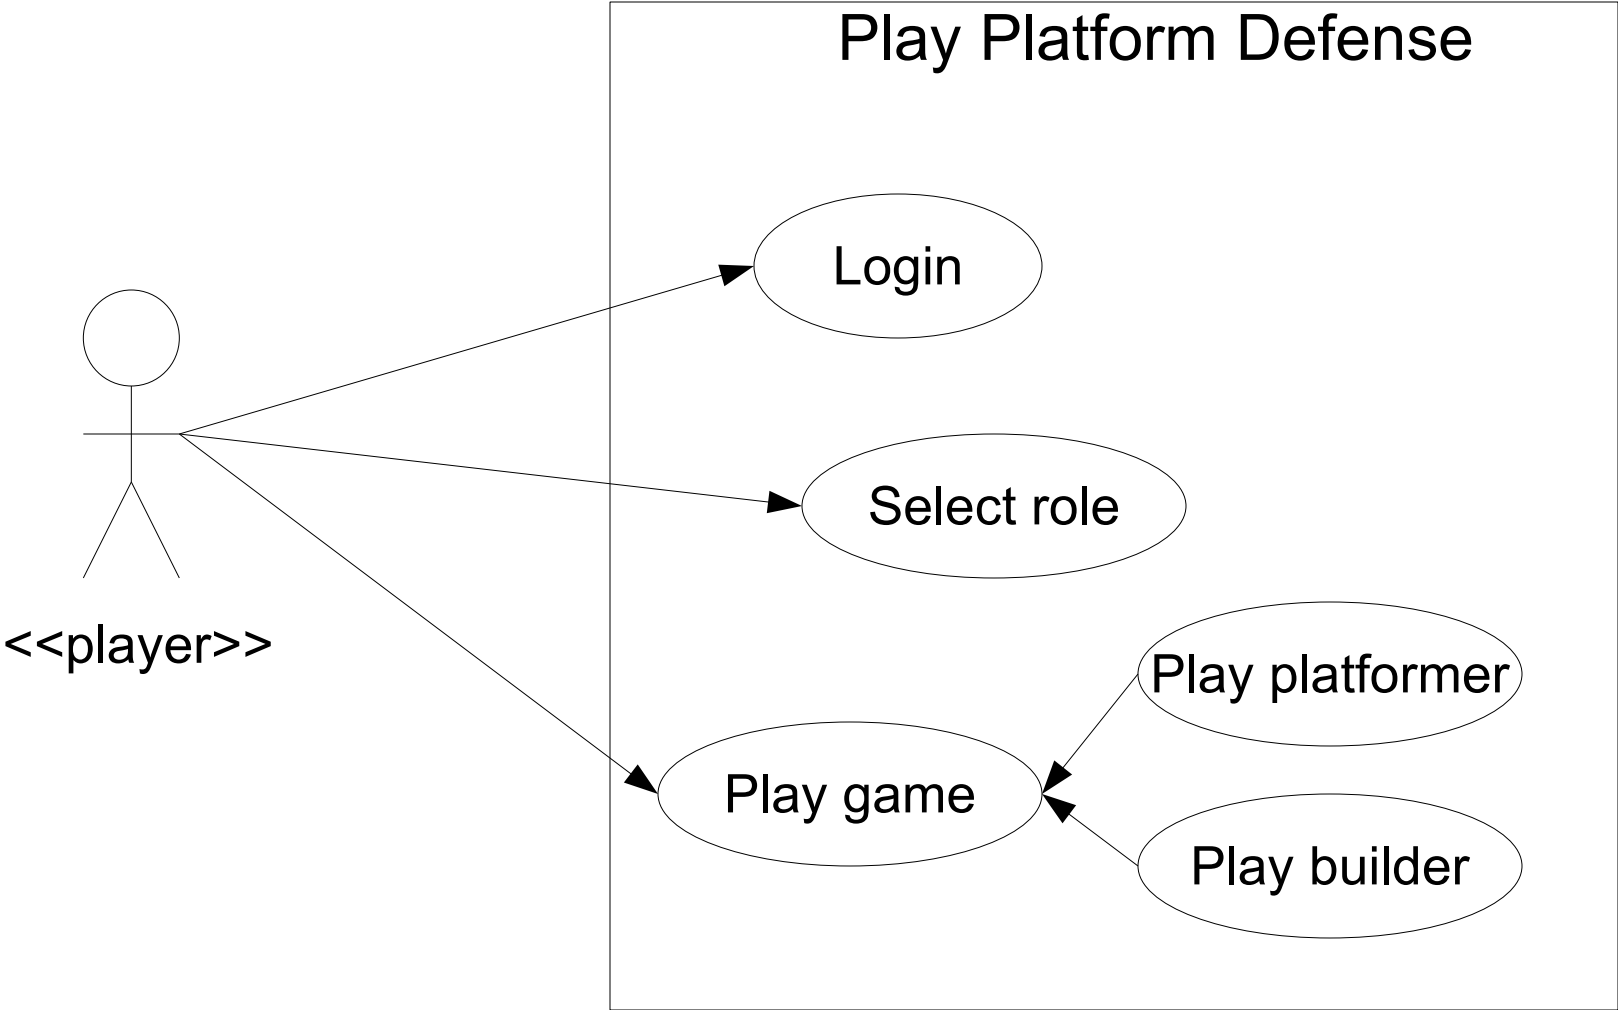 Play Platform Defense
Login
Select role
<<player>>
Play platformer
Play game
Play builder